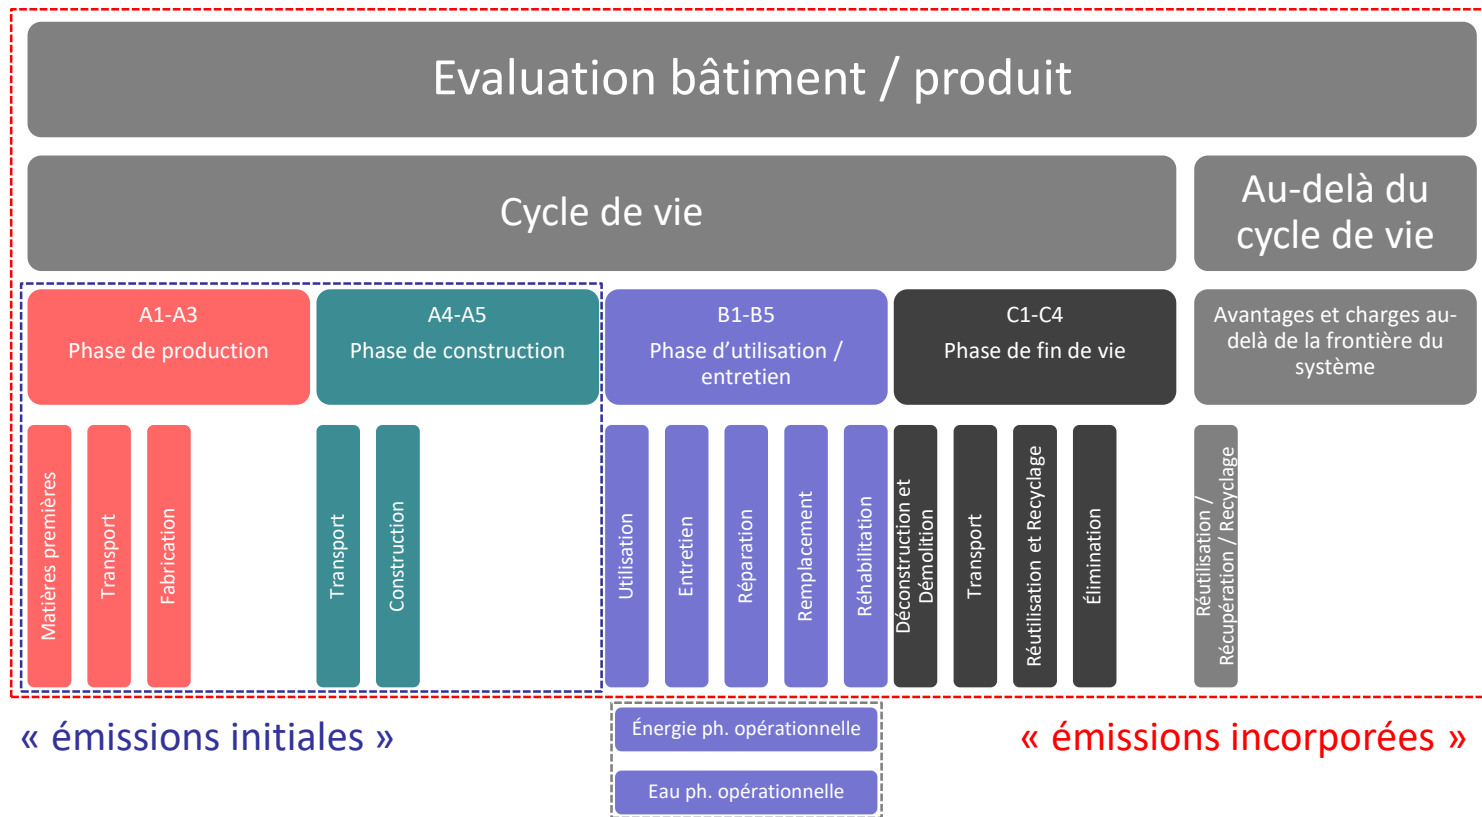 Evaluation bâtiment / produit
Cycle de vie
Au-delà du
cycle de vie
A1-A3
Phase de production
A4-A5
Phase de construction
B1-B5
Phase d’utilisation /
entretien
C1-C4
Phase de fin de vie
Avantages et charges au-
delà de la frontière du
système
Matières premières
Transport
Fabrication
Transport
Construction
Utilisation
Entretien
Réparation
Remplacement
Réhabilitation
Déconstruction et
Démolition
Transport
Réutilisation et Recyclage
Élimination
Réutilisation /
Récupération / Recyclage
« émissions initiales »
Énergie ph. opérationnelle
Eau ph. opérationnelle
« émissions incorporées »